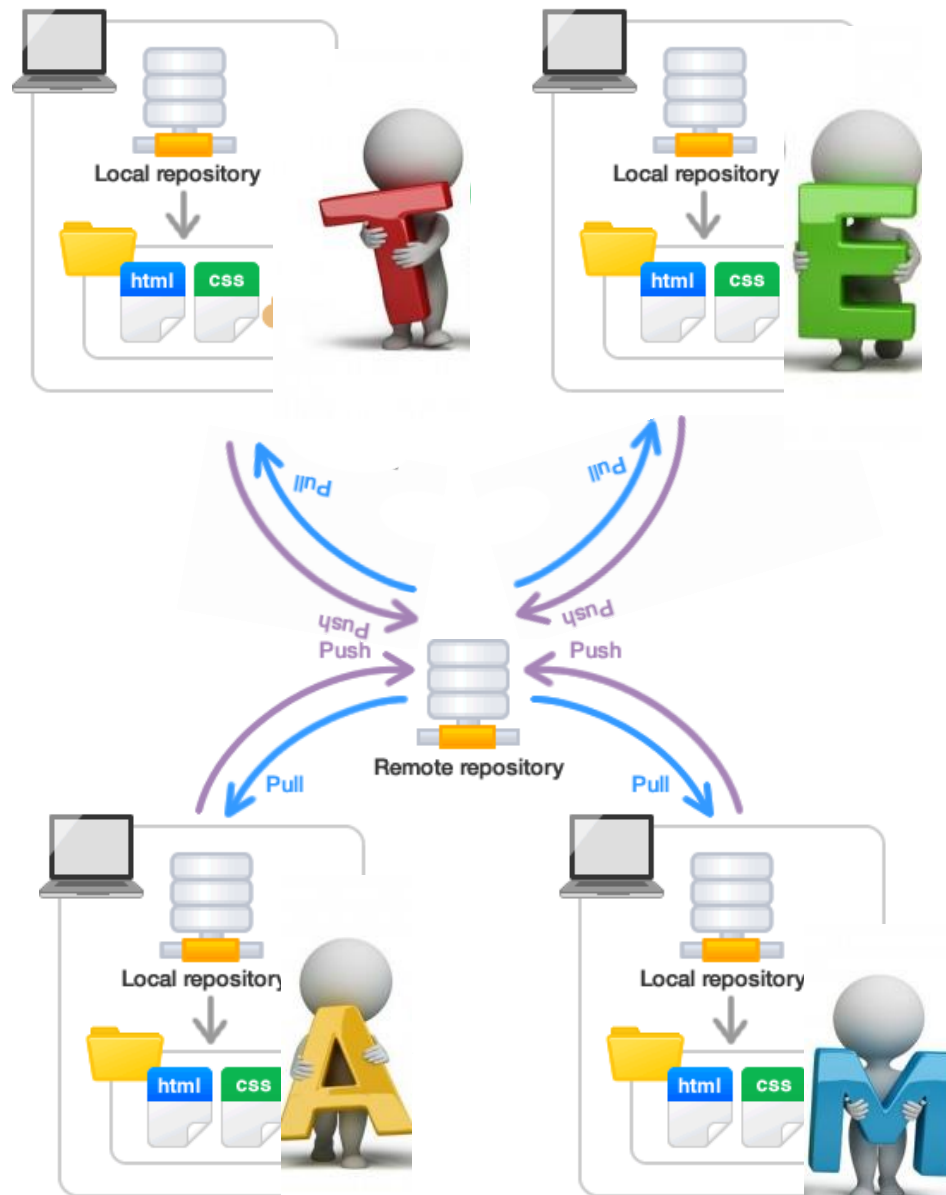 Local repository
html css
T
Local repository
html css
E
Pull
Pull
Push
Push
Push
Push
Remote repository
Pull
Pull
Local repository
html css
A
Local repository
html css
M